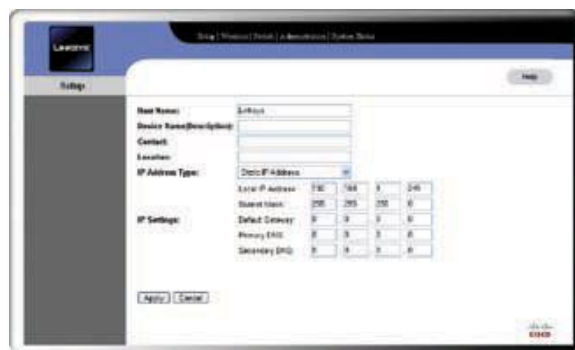 LINKSYS
Setup
Help
Host Name: Linksys
Device Name(Description):
Contact:
Location:
IP Address Type: Static IP Address
Local IP Address: 192 168
Subnet Mask: 255 255 255 0
IP Settings: Default Gateway: 0 0 0 0
Primary DNS: 0 0 0 0
Secondary DNS: 0 0 0 0
Apply Cancel
CISCO